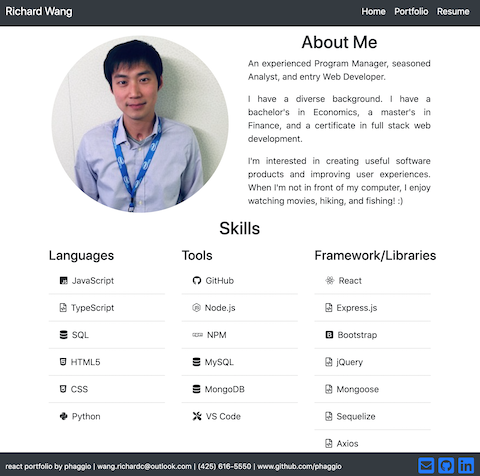 Richard Wang
Home Portfolio Resume
About Me
An experienced Program Manager, seasoned
Analyst, and entry Web Developer.
I have a diverse background. I have a
bachelor's in Economics, a master's in
Finance, and a certificate in full stack web
development.
I'm interested in creating useful software
products and improving user experiences.
When I'm not in front of my computer, I enjoy
watching movies, hiking, and fishing! :)
Skills
Languages
JavaScript
TypeScript
SQL
HTML5
CSS
Python
Tools
GitHub
Node.js
NPM
MySQL
MongoDB
VS Code
Framework/Libraries
React
Express.js
Bootstrap
jQuery
Mongoose
Sequelize
Axios
react portfolio by phaggio | wang.richardc@outlook.com | (425) 616-5550 | www.github.com/phaggio